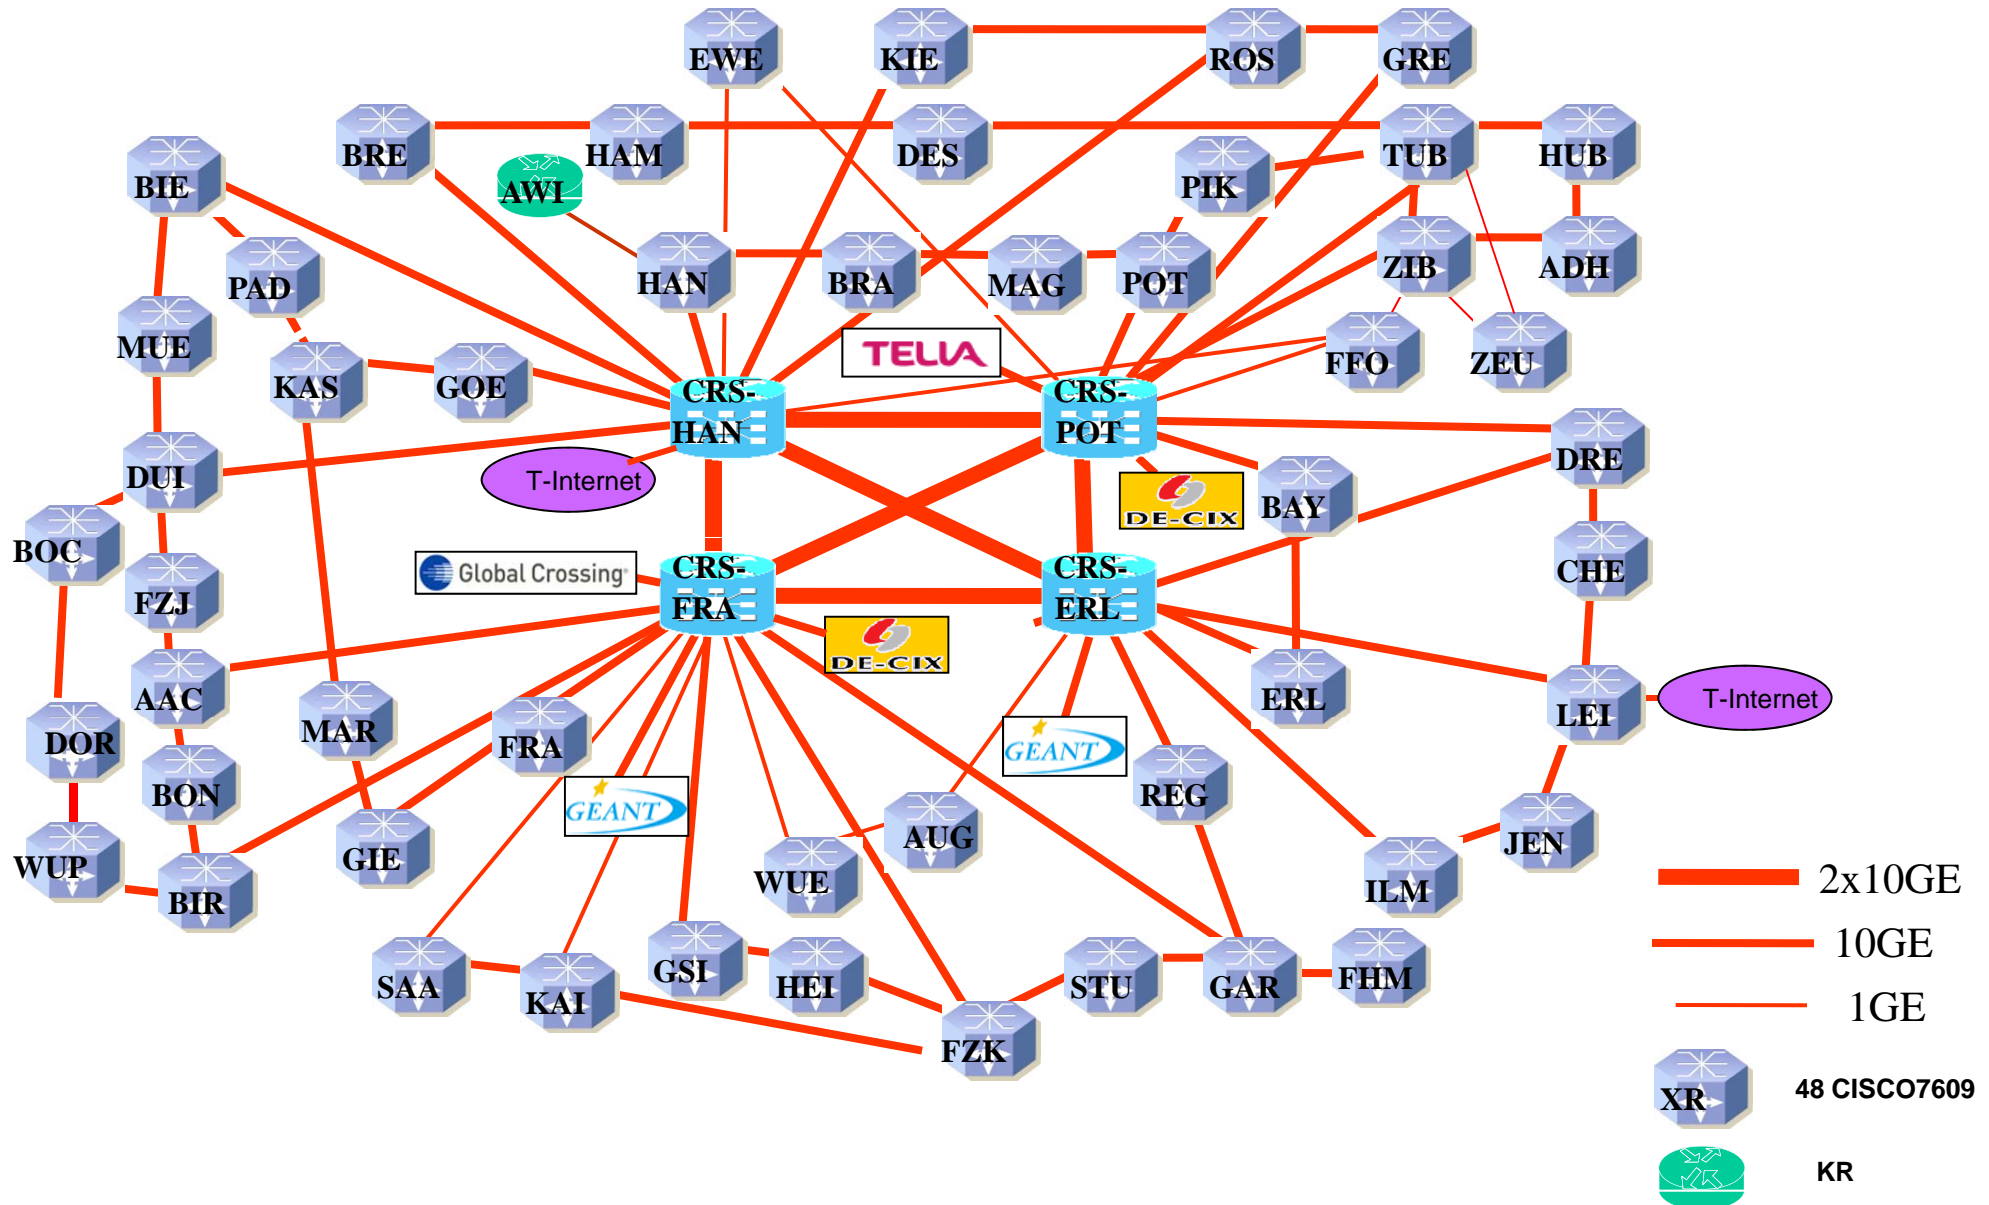 EWE
KIE
ROS
GRE
BRE
HAM
DES
TUB
HUB
BIE
AWI
PIK
PAD
HAN
BRA
MAG
POT
ZIB
ADH
MUE
KAS
GOE
TELIA
FFO
ZEU
CRS-
HAN
CRS-
POT
T-Internet
DUI
DE-CIX
BAY
DRE
BOC
FZJ
Global Crossing
CRS-
FRA
CRS-
ERL
CHE
DE-CIX
AAC
MAR
FRA
ERL
LEI
T-Internet
DOR
BON
GEANT
GEANT
REG
WUP
BIR
GIE
WUE
AUG
ILM
JEN
2x10GE
10GE
1GE
SAA
KAI
GSI
HEI
FZK
STU
GAR
FHM
XR
48 CISCO7609
KR